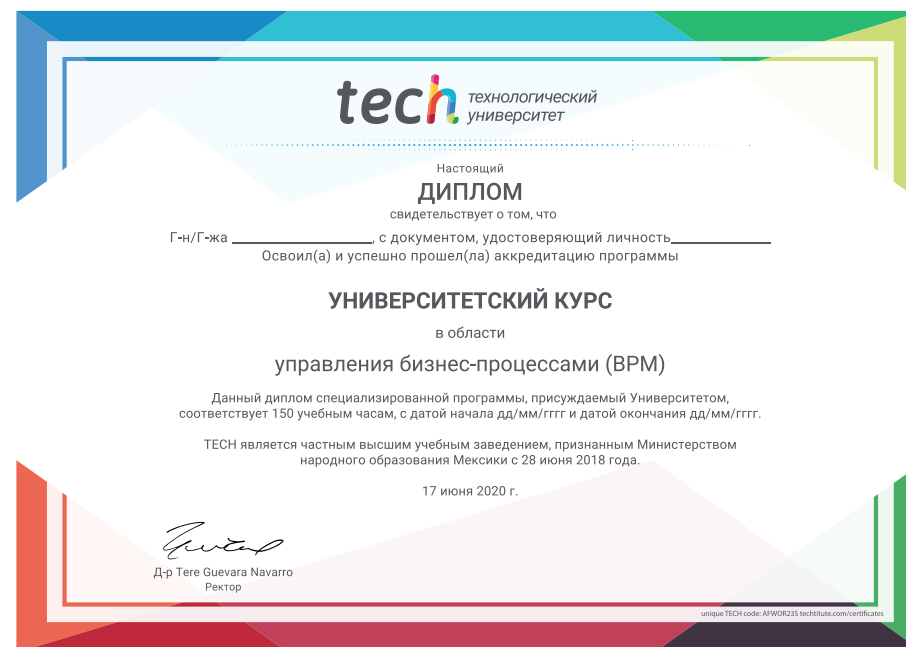 tech технологический
университет
Настоящий
ДИПЛОМ
свидетельствует о том, что
Г-н/Г-жа ____________________, с документом, удостоверяющий личность______________
Освоил(а) и успешно прошел(ла) аккредитацию программы
УНИВЕРСИТЕТСКИЙ КУРС
в области
управления бизнес-процессами (BPM)
Данный диплом специализированной программы, присуждаемый Университетом,
соответствует 150 учебным часам, с датой начала дд/мм/гггг и датой окончания дд/мм/гггг.
TECH является частным высшим учебным заведением, признанным Министерством
народного образования Мексики с 28 июня 2018 года.
17 июня 2020 г.
Д-р Tere Guevara Navarro
Ректор
unique TECH code: AFWOR23S techtitute.com/certificates